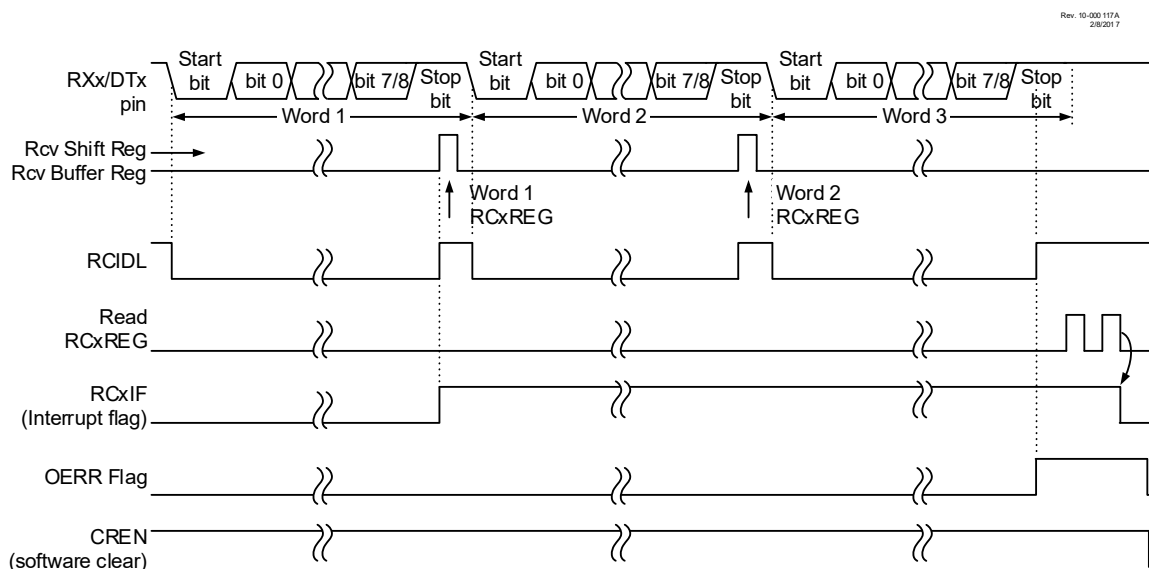 Rev. 10-000 117A
2/8/201 7
Start bit
bit 0
bit 7/8
Stop bit
Start bit
bit 0
bit 7/8
Stop bit
Start bit
bit 0
bit 7/8
Stop bit
RXx/DTx
pin
Word 1
Word 2
Word 3
Rcv Shift Reg
Rcv Buffer Reg
Word 1
RCxREG
Word 2
RCxREG
RCIDL
Read
RCxREG
RCxIF
(Interrupt flag)
OERR Flag
CREN
(software clear)